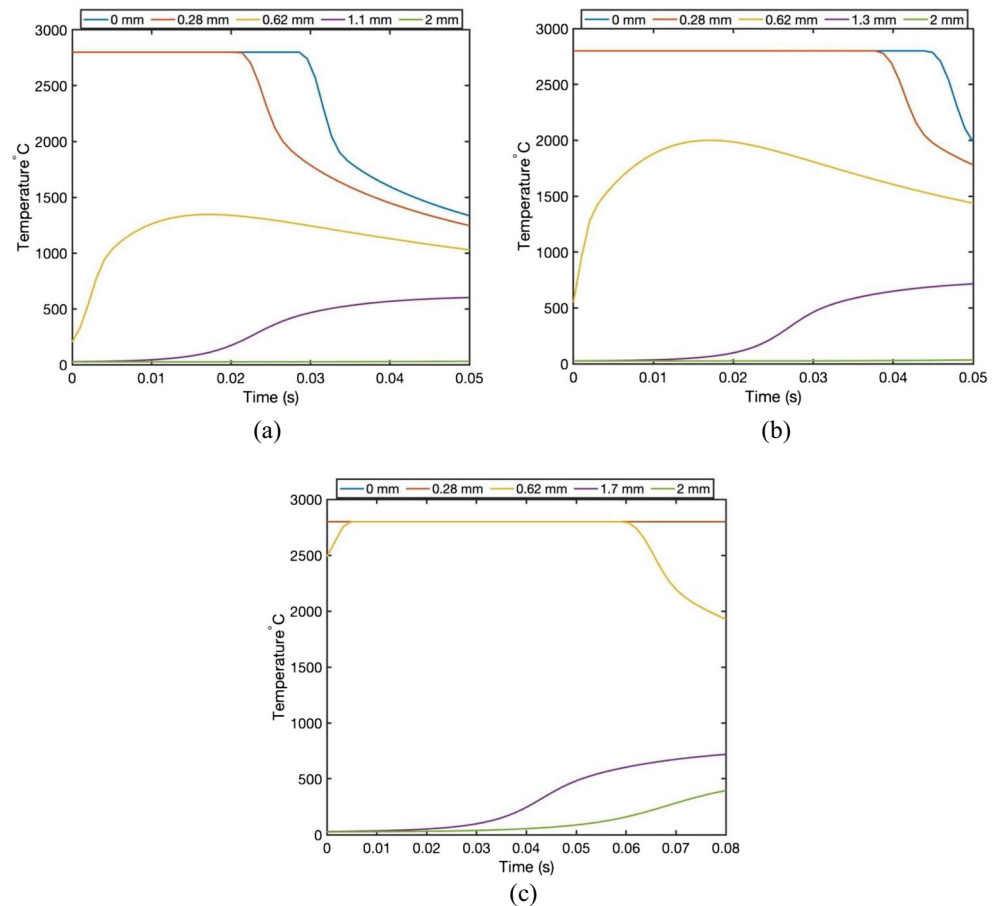 0 mm 0.28 mm 0.62 mm 1.1 mm 2 mm
3000
2500
2000
1500
1000
500
0
Temperature°C
0 0.01 0.02 0.03 0.04 0.05
Time (s)
(a)
0 mm 0.28 mm 0.62 mm 1.3 mm 2 mm
3000
2500
2000
1500
1000
500
0
Temperature°C
0 0.01 0.02 0.03 0.04 0.05
Time (s)
(b)
0 mm 0.28 mm 0.62 mm 1.7 mm 2 mm
3000
2500
2000
1500
1000
500
0
Temperature°C
0 0.01 0.02 0.03 0.04 0.05 0.06 0.07 0.08
Time (s)
(c)